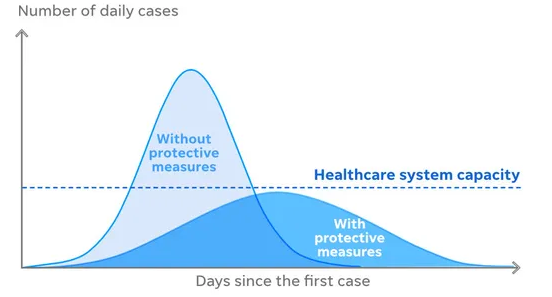 Number of daily cases
Without
protective
measures
Healthcare system capacity
With
protective
measures
Days since the first case